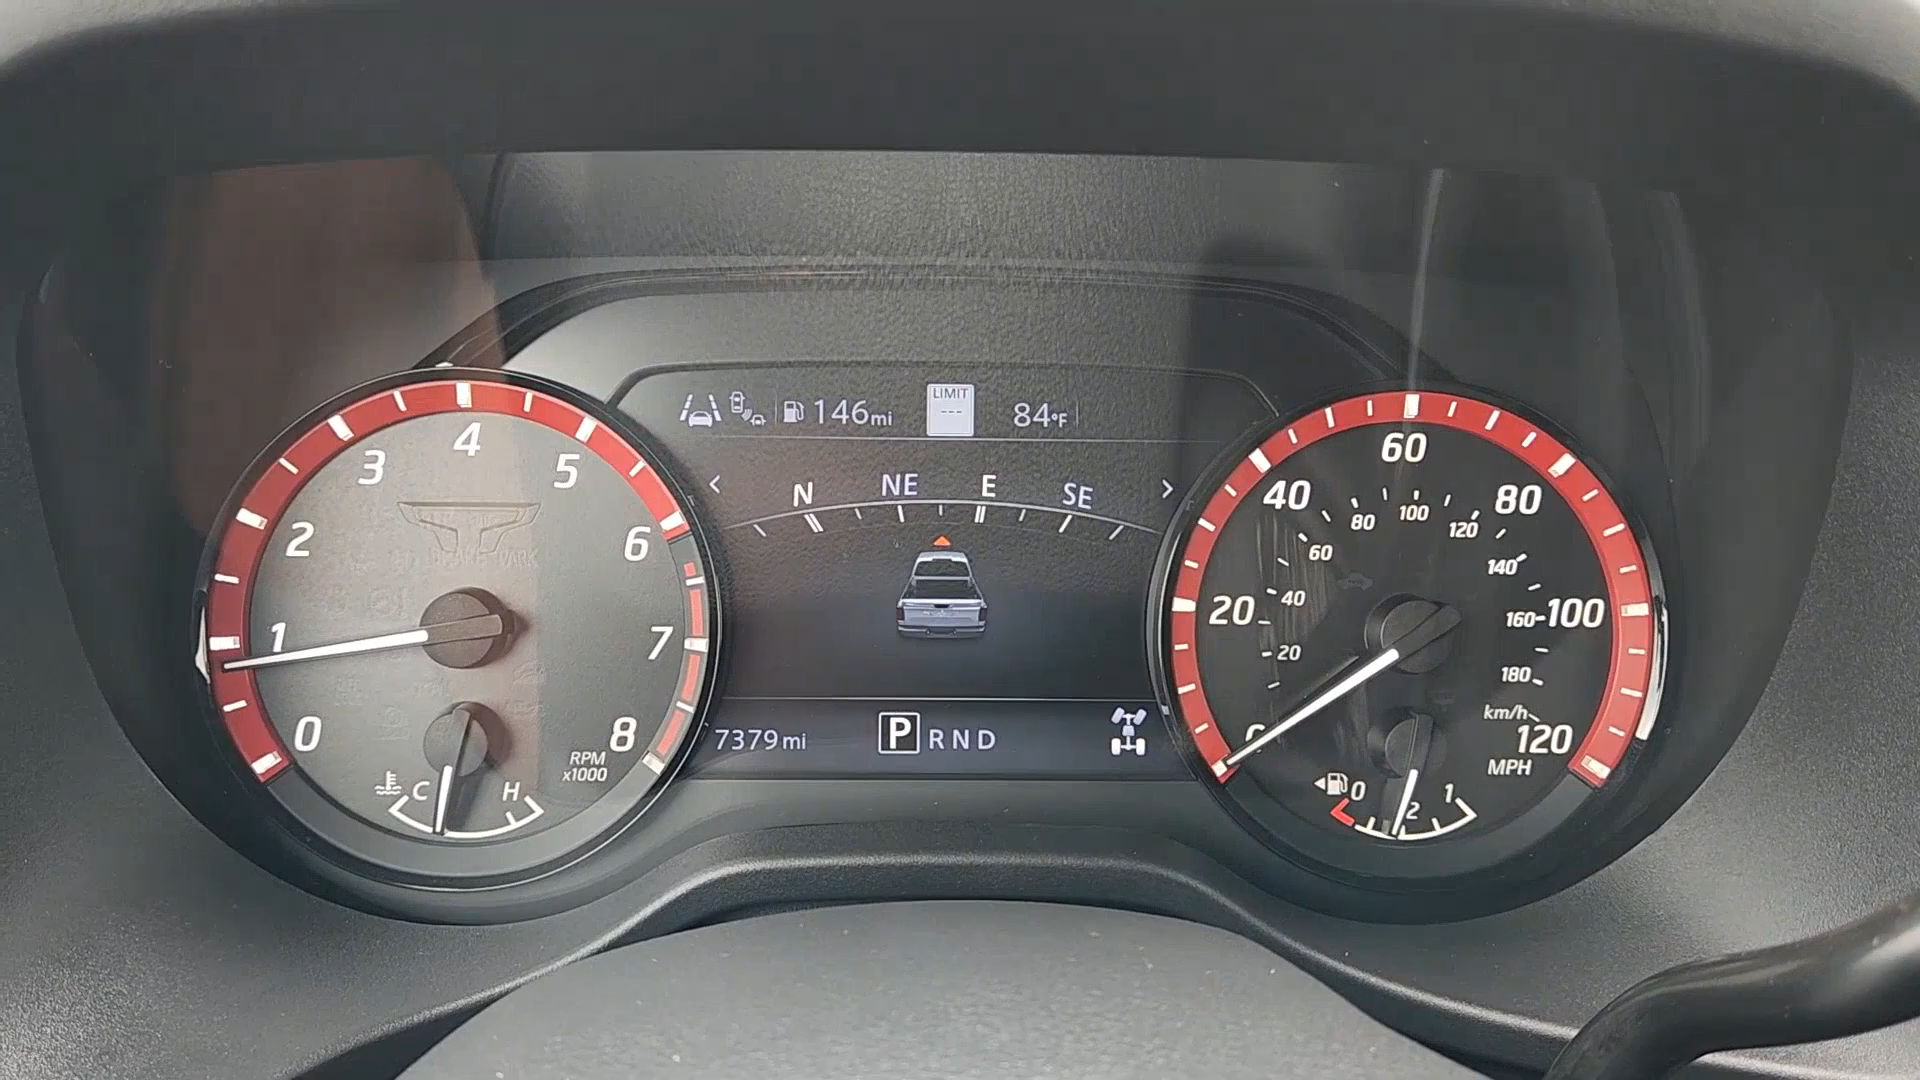 LIMIT
146mi --- 84°F
N NE E SE
7379mi P R N D
0 1 2 3 4 5 6 7 8
RPM
x1000
C H
20 40 60 80 100 120
MPH
20 40 60 80 100 120 140 160 180
km/h
0 1
2